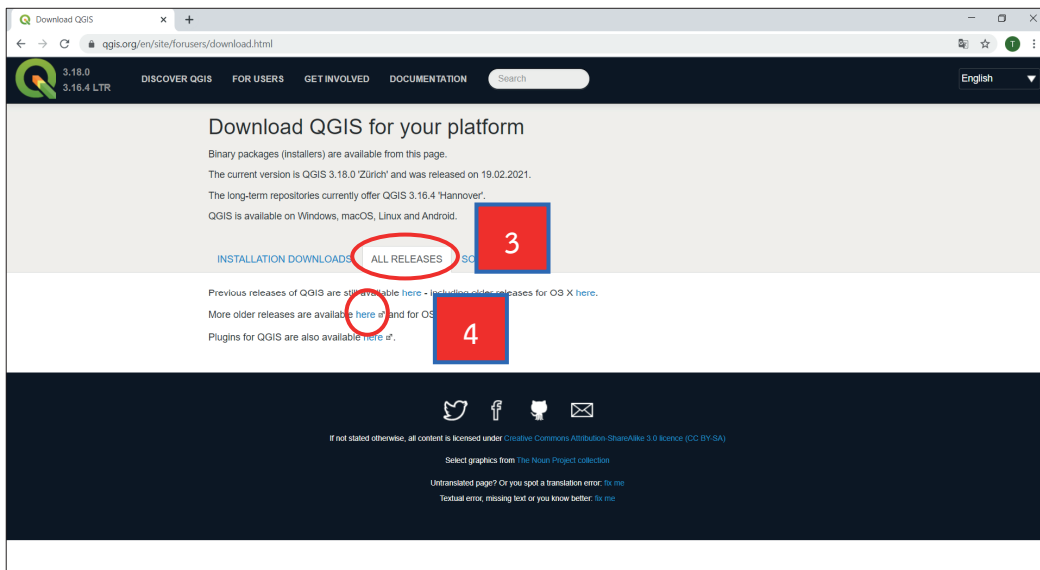 Download QGIS
qgis.org/en/site/forusers/download.html
T
3.18.0
3.16.4 LTR
DISCOVER QGIS FOR USERS GET INVOLVED DOCUMENTATION Search English
Download QGIS for your platform
Binary packages (installers) are available from this page.
The current version is QGIS 3.18.0 'Zürich' and was released on 19.02.2021.
The long-term repositories currently offer QGIS 3.16.4 'Hannover'.
QGIS is available on Windows, macOS, Linux and Android.
3
INSTALLATION DOWNLOADS ALL RELEASES SO
Previous releases of QGIS are still available here - including older releases for OS X here.
More older releases are available here and for OS
4
Plugins for QGIS are also available here .
If not stated otherwise, all content is licensed under Creative Commons Attribution-ShareAlike 3.0 licence (CC BY-SA)
Select graphics from The Noun Project collection
Untranslated page? Or you spot a translation error: fix me
Textual error, missing text or you know better: fix me